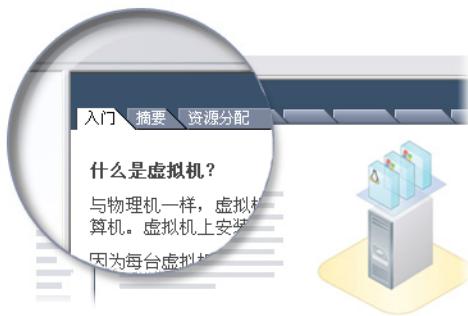 入门 摘要 资源分配
什么是虚拟机？
与物理机一样，虚拟
算机。虚拟机上安装
因为每台虚拟机